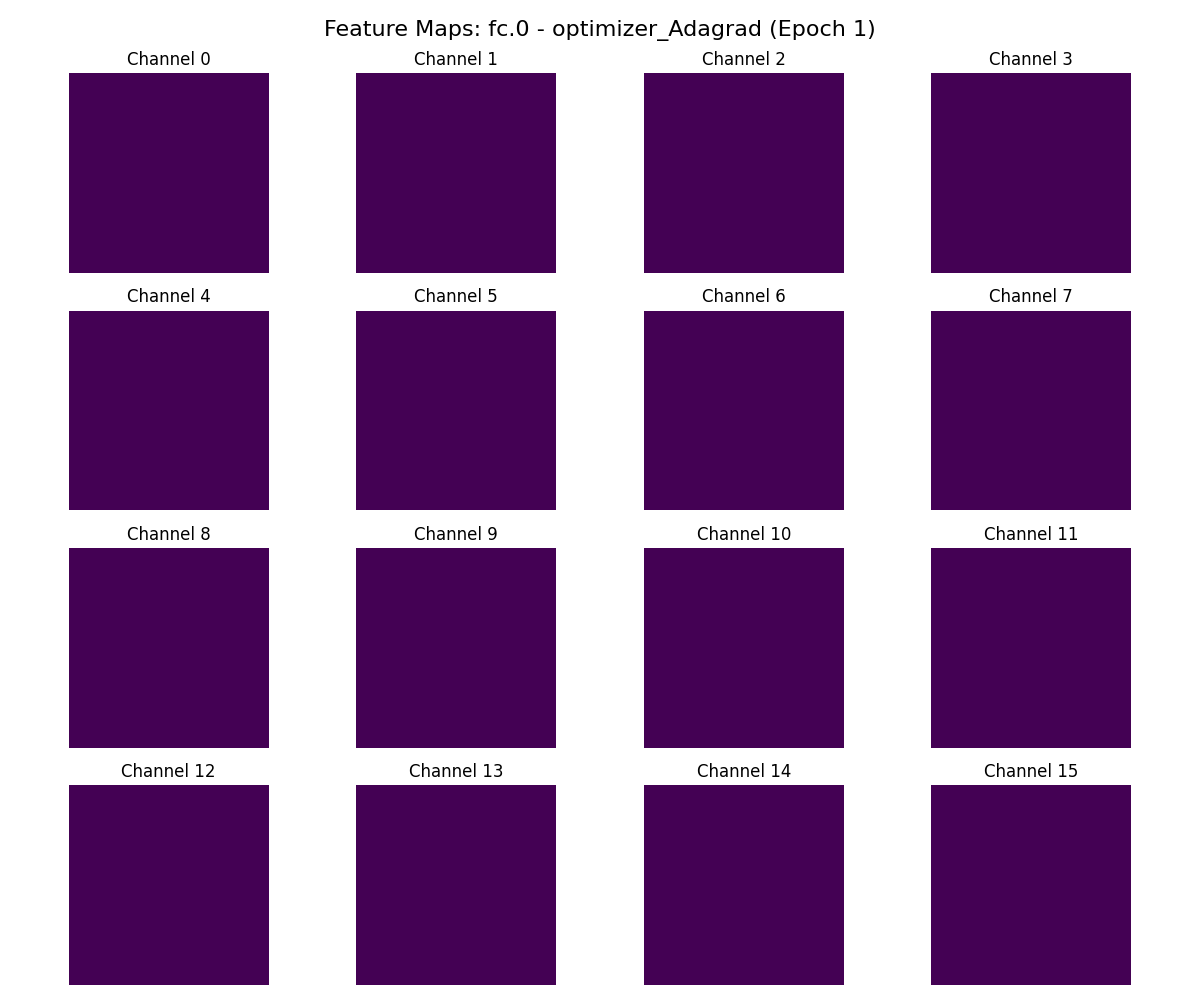 Feature Maps: fc.0 - optimizer_Adagrad (Epoch 1)
Channel 0
Channel 1
Channel 2
Channel 3
Channel 4
Channel 5
Channel 6
Channel 7
Channel 8
Channel 9
Channel 10
Channel 11
Channel 12
Channel 13
Channel 14
Channel 15